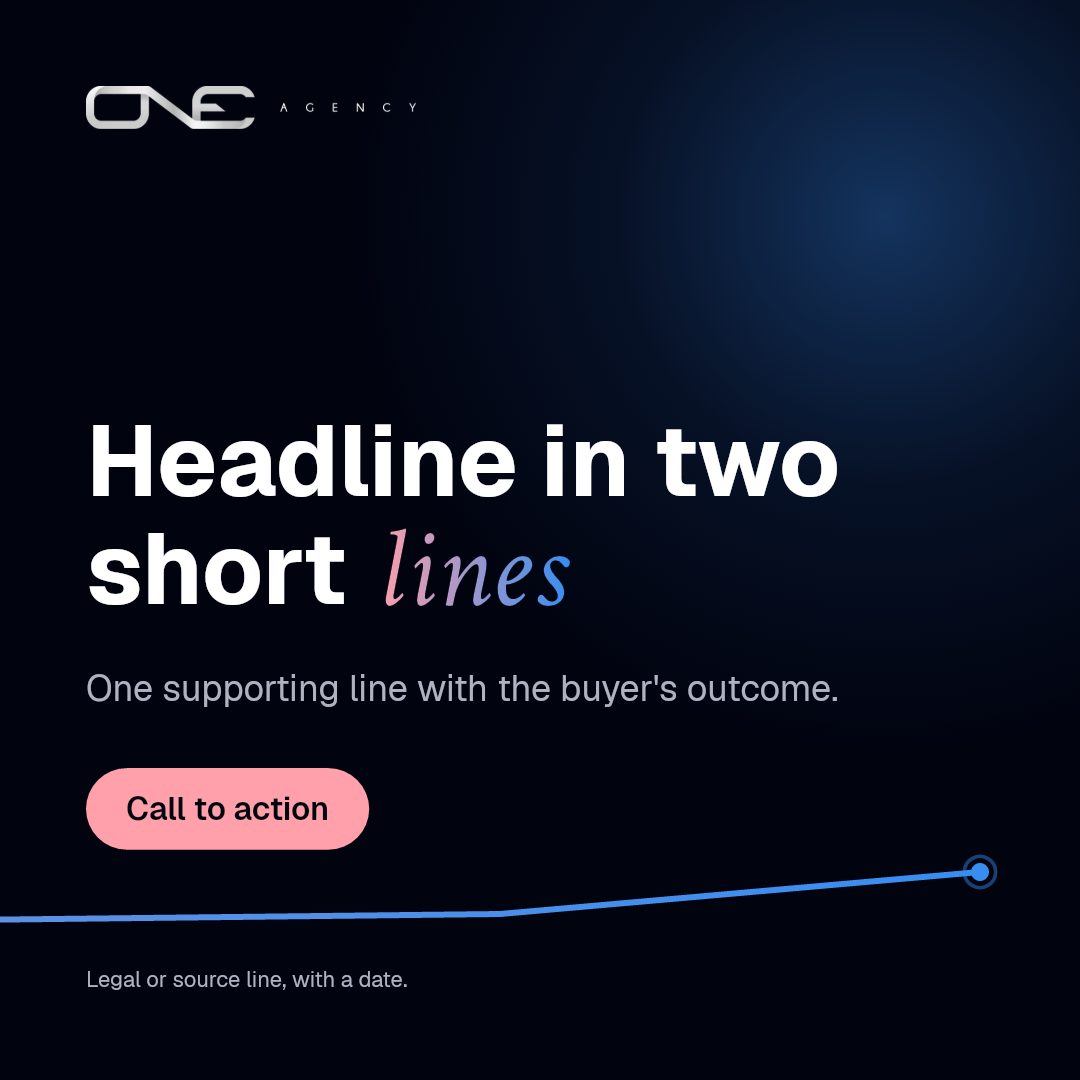 ONE AGENCY
Headline in two
short lines
One supporting line with the buyer's outcome.
Call to action
Legal or source line, with a date.